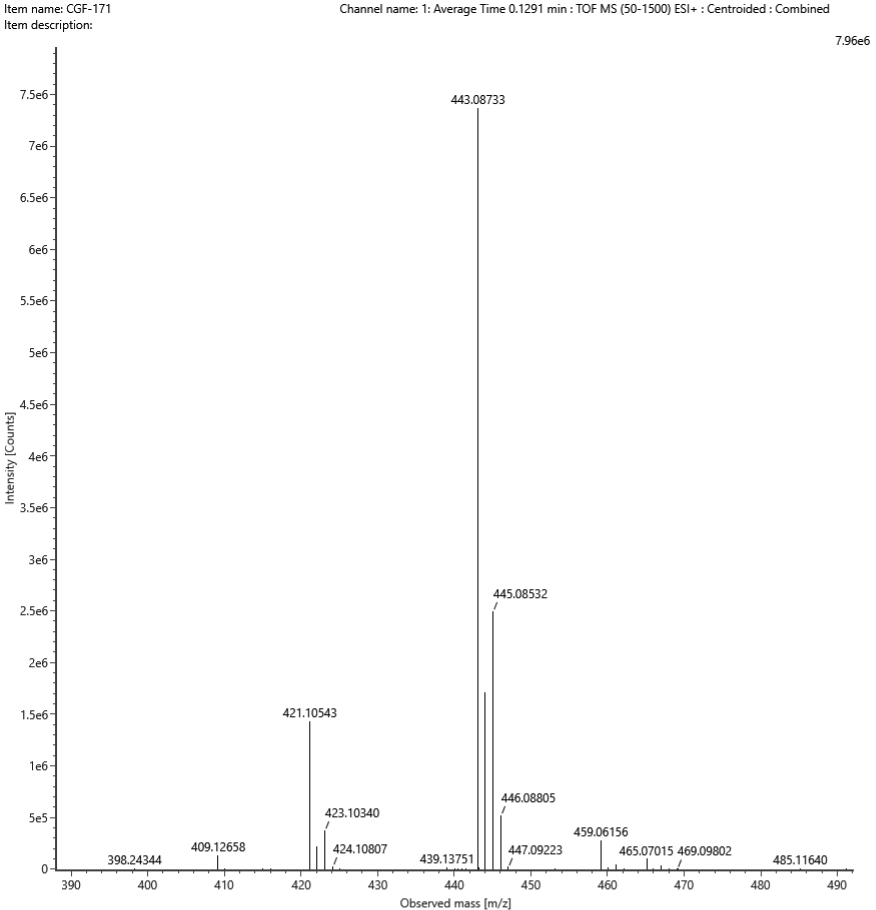 Item name: CGF-171
Channel name: 1: Average Time 0.1291 min : TOF MS (50-1500) ESI+ : Centroided : Combined
Item description:
7.96e6
443.08733
7.5e6
7e6
6.5e6
6e6
5.5e6
5e6
4.5e6
4e6
3.5e6
3e6
2.5e6
2e6
1.5e6
1e6
5e5
0
Intensity [Counts]
445.08532
421.10543
446.08805
423.10340
459.06156
409.12658
424.10807
447.09223
465.07015
469.09802
398.24344
439.13751
485.11640
390
400
410
420
430
440
450
460
470
480
490
Observed mass [m/z]